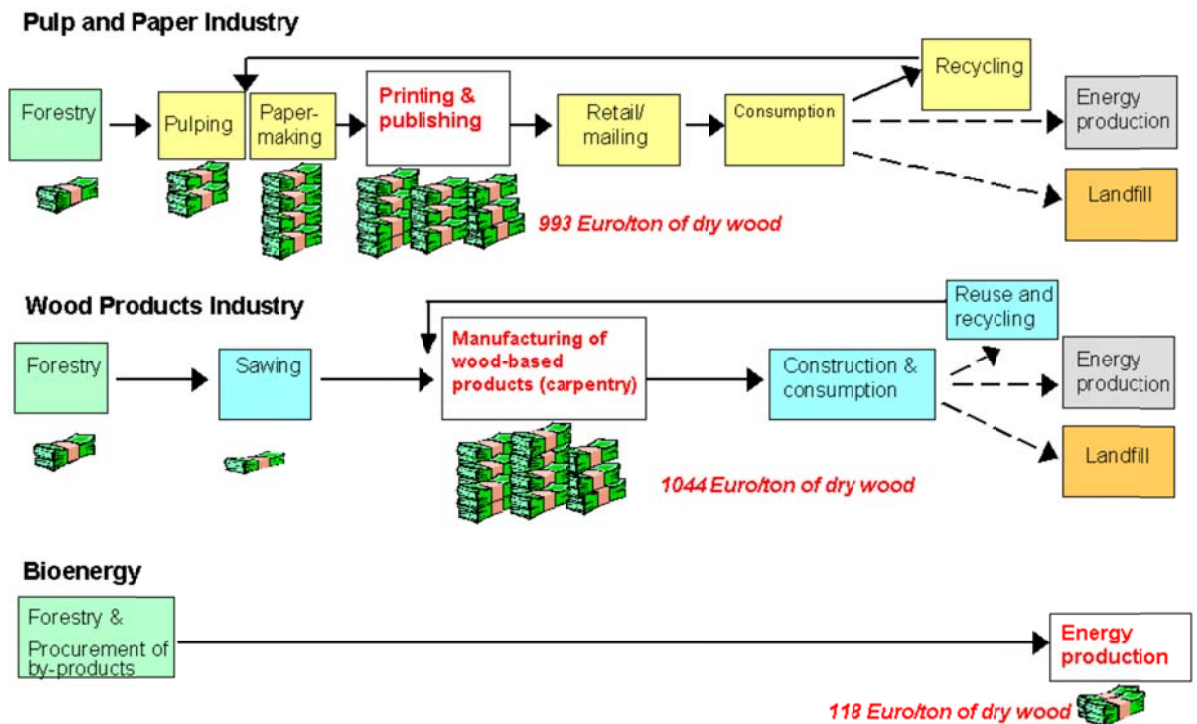 Pulp and Paper Industry
Forestry
Pulping
Paper-
making
Printing &
publishing
Retail/
mailing
Consumption
Recycling
Energy
production
Landfill
993 Euro/ton of dry wood
Wood Products Industry
Forestry
Sawing
Manufacturing of
wood-based
products (carpentry)
Construction &
consumption
Reuse and
recycling
Energy
production
Landfill
1044 Euro/ton of dry wood
Bioenergy
Forestry &
Procurement of
by-products
Energy
production
118 Euro/ton of dry wood